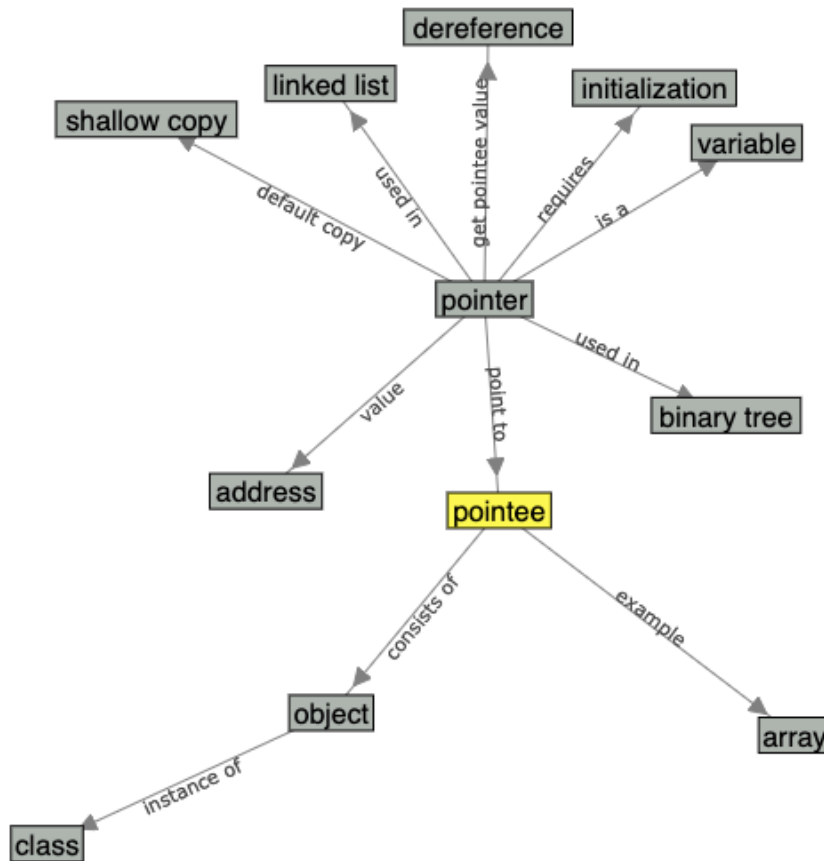 dereference
linked list
initialization
shallow copy
variable
get pointee value
used in
requires
default copy
is a
pointer
used in
point to
value
binary tree
address
pointee
consists of
example
object
array
instance of
class